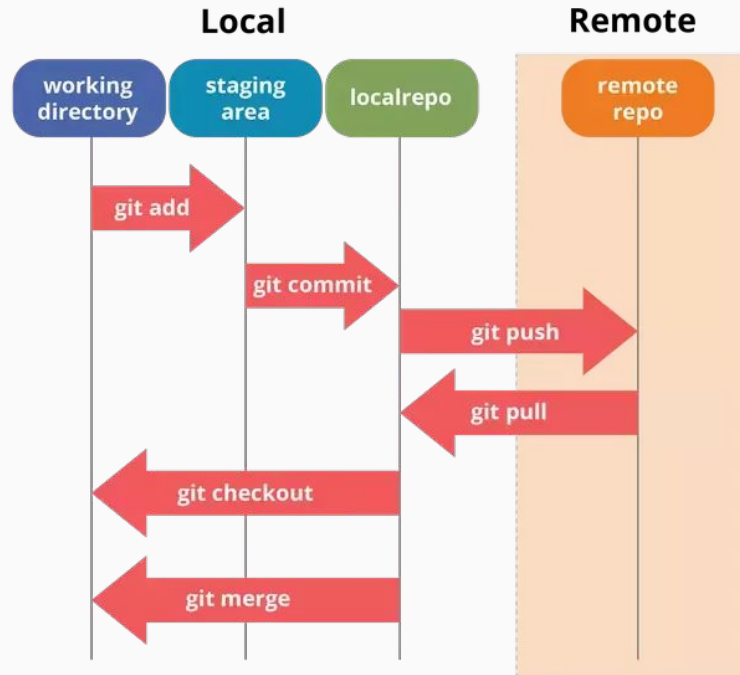 Local
Remote
working
directory
staging
area
localrepo
remote
repo
git add
git commit
git push
git pull
git checkout
git merge